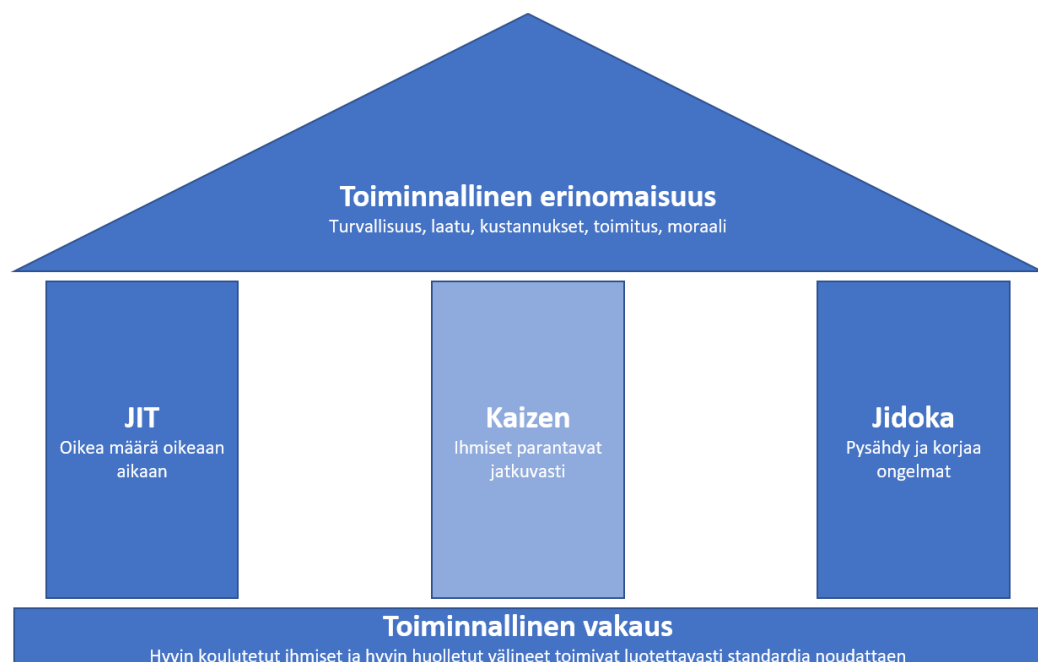 Toiminnallinen erinomaisuus
Turvallisuus, laatu, kustannukset, toimitus, moraali
JIT
Oikea määrä oikeaan
aikaan
Kaizen
Ihmiset parantavat
jatkuvasti
Jidoka
Pysähdy ja korjaa
ongelmat
Toiminnallinen vakaus
Hyvin koulutetut ihmiset ja hyvin huolletut välineet toimivat luotettavasti standardia noudattaen